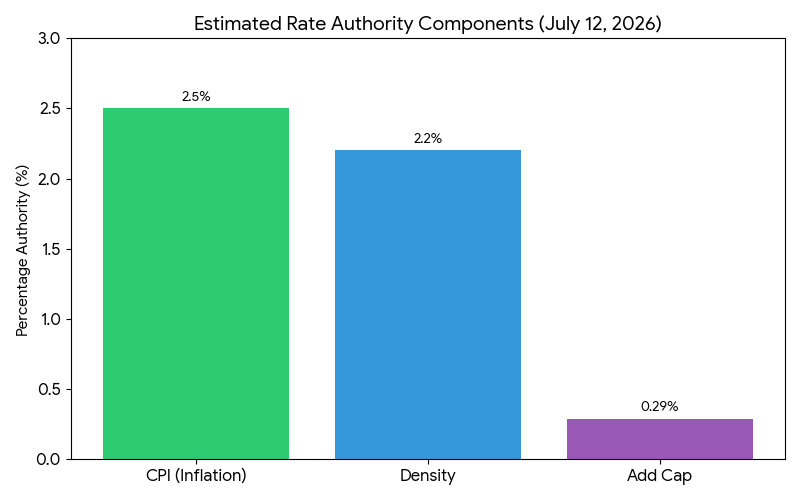 Estimated Rate Authority Components (July 12, 2026)
Percentage Authority (%)
3.0
2.5
2.0
1.5
1.0
0.5
0.0
2.5%
2.2%
0.29%
CPI (Inflation)
Density
Add Cap